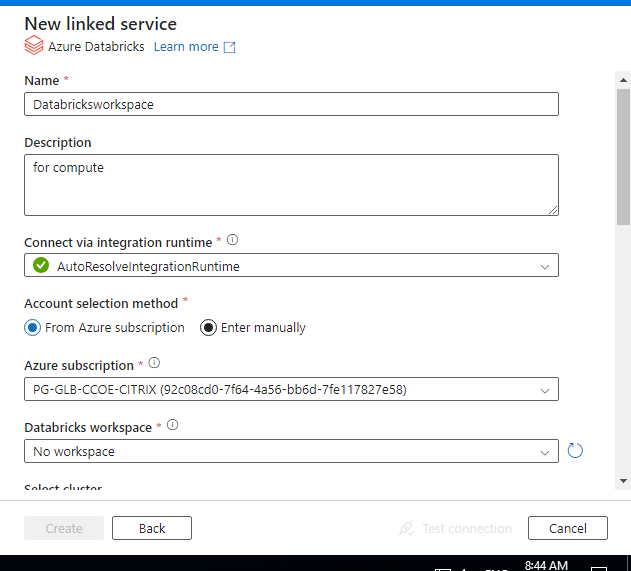 New linked service
Azure Databricks Learn more
Name *
Databricksworkspace
Description
for compute
Connect via integration runtime *
AutoResolveIntegrationRuntime
Account selection method *
From Azure subscription Enter manually
Azure subscription *
PG-GLB-CCOE-CITRIX (92c08cd0-7f64-4a56-bb6d-7fe117827e58)
Databricks workspace *
No workspace
Select cluster
Create Back Test connection Cancel
8:44 AM